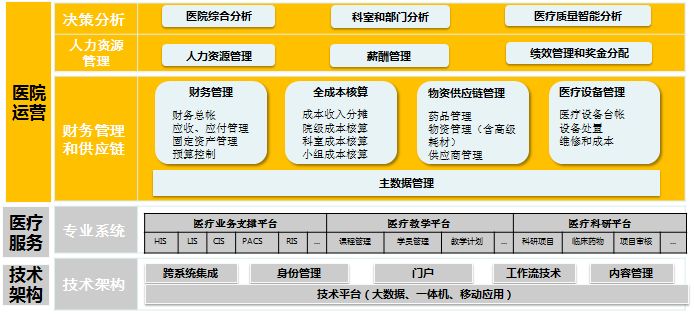 医院运营
决策分析
医院综合分析
科室和部门分析
医疗质量智能分析
人力资源管理
人力资源管理
薪酬管理
绩效管理和奖金分配
财务管理和供应链
财务管理
财务总帐
应收、应付管理
固定资产管理
预算控制
全成本核算
成本收入分摊
院级成本核算
科室成本核算
小组成本核算
物资供应链管理
药品管理
物资管理（含高级
耗材）
供应商管理
医疗设备管理
医疗设备台帐
设备处置
维修和成本
主数据管理
医疗服务
专业系统
医疗业务支撑平台
医疗教学平台
医疗科研平台
HIS LIS CIS PACS RIS ... 课程管理 学员管理 教学计划 ... 科研项目 临床药物 项目审核 ...
技术架构
技术架构
跨系统集成
身份管理
门户
工作流技术
内容管理
技术平台（大数据、一体机、移动应用）